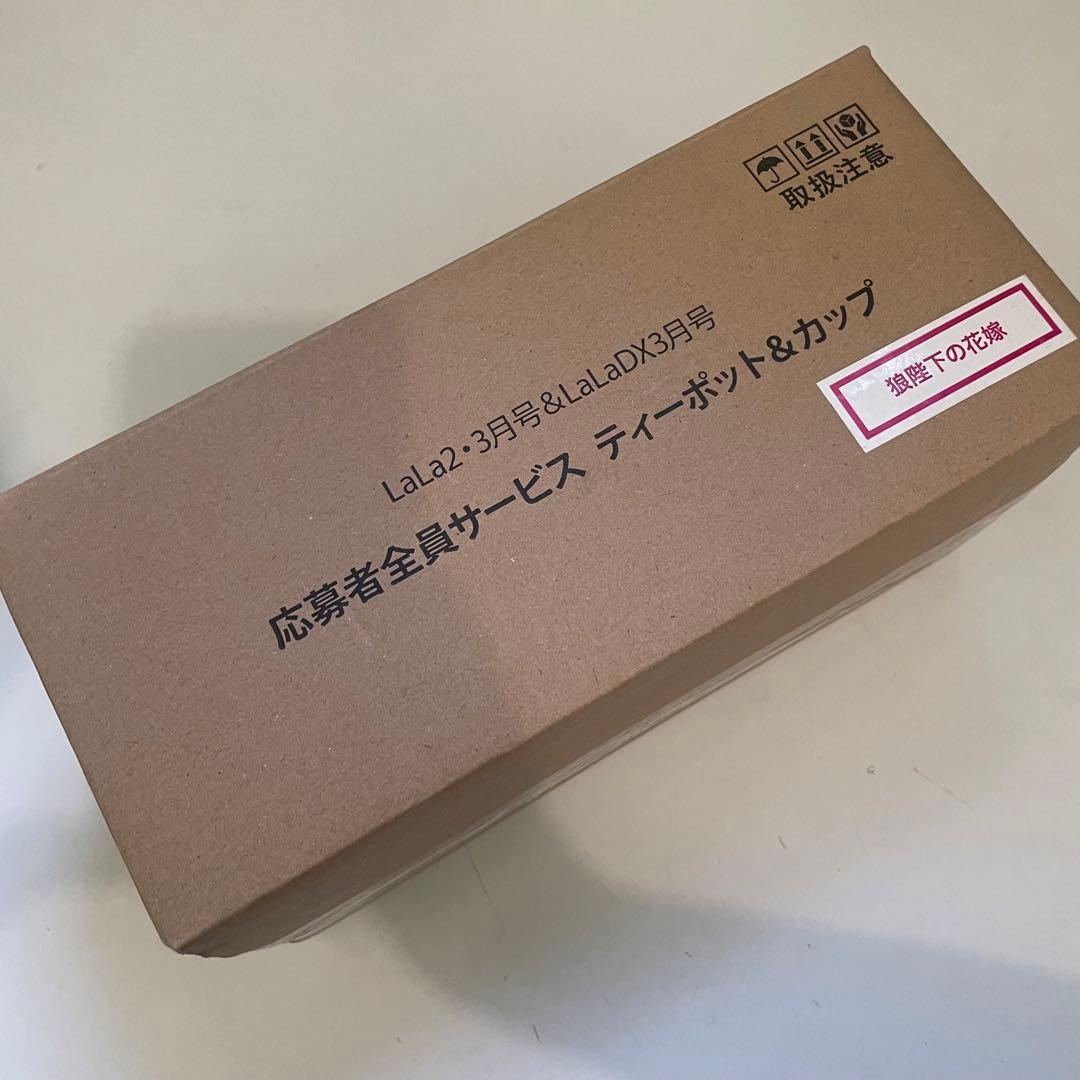 取扱注意
LaLa2・3月号&LaLaDX3月号
応募者全員サービス ティーポット&カップ
狼陛下の花嫁